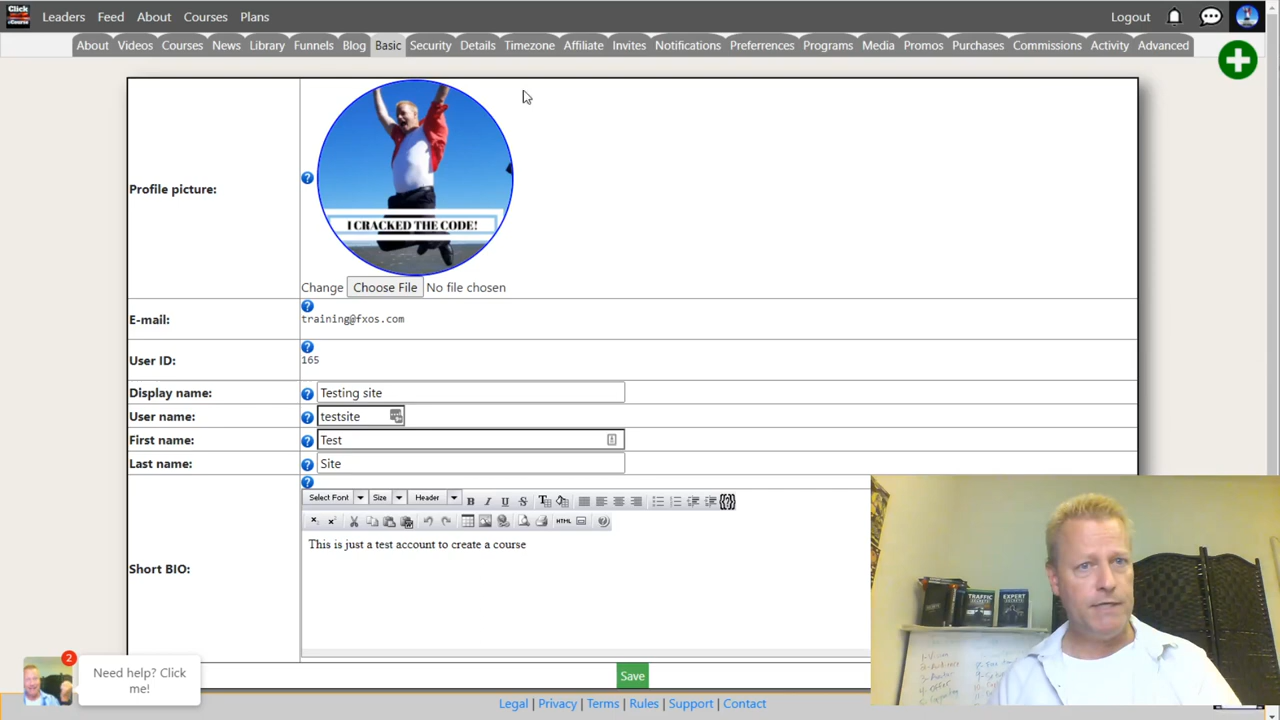 Click
eCourse
Leaders Feed About Courses Plans Logout
About Videos Courses News Library Funnels Blog Basic Security Details Timezone Affiliate Invites Notifications Preferences Programs Media Promos Purchases Commissions Activity Advanced
I CRACKED THE CODE!
Profile picture:
Change Choose File No file chosen
E-mail: training@fxos.com
User ID: 165
Display name: Testing site
User name: testsite
First name: Test
Last name: Site
Select Font Size Header B I U S T
HTML
This is just a test account to create a course
Short BIO:
TRAFFIC SECRETS
EXPERT SECRETS
2
Need help? Click
me!
Save
Legal | Privacy | Terms | Rules | Support | Contact